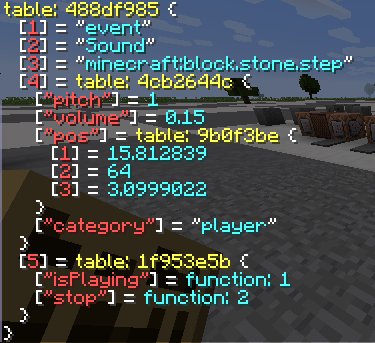 table: 488df985 {
[1] = "event"
[2] = "Sound"
[3] = "minecraft:block.stone.step"
[4] = table: 4cb2644c {
["pitch"] = 1
["volume"] = 0.15
["pos"] = table: 9b0f3be {
[1] = 15.812839
[2] = 64
[3] = 3.0999022
}
["category"] = "player"
}
[5] = table: 1f953e5b {
["isPlaying"] = function: 1
["stop"] = function: 2
}
}